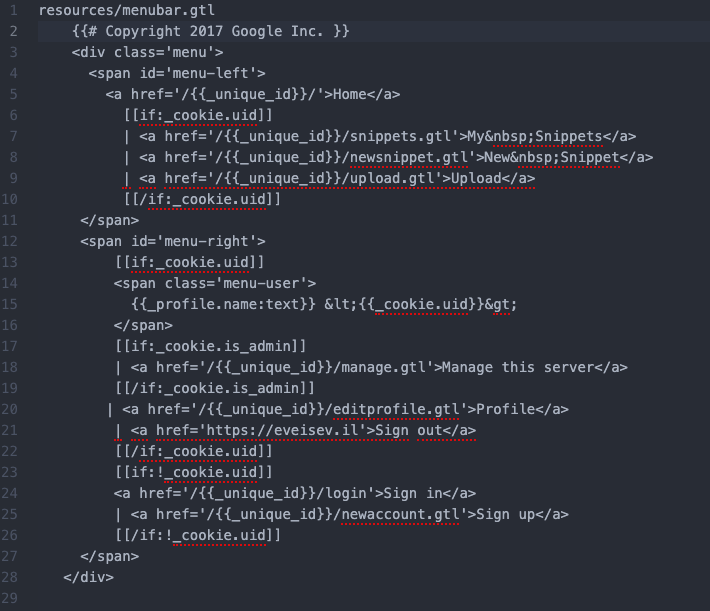 1 resources/menubar.gtl
2 {{# Copyright 2017 Google Inc. }}
3 <div class='menu'>
4 <span id='menu-left'>
5 <a href='/{{_unique_id}}/'>Home</a>
6 [[if:_cookie.uid]]
7 | <a href='/{{_unique_id}}/snippets.gtl'>My&nbsp;Snippets</a>
8 | <a href='/{{_unique_id}}/newsnippet.gtl'>New&nbsp;Snippet</a>
9 | <a href='/{{_unique_id}}/upload.gtl'>Upload</a>
10 [[/if:_cookie.uid]]
11 </span>
12 <span id='menu-right'>
13 [[if:_cookie.uid]]
14 <span class='menu-user'>
15 {{_profile.name:text}} &lt;{{_cookie.uid}}&gt;
16 </span>
17 [[if:_cookie.is_admin]]
18 | <a href='/{{_unique_id}}/manage.gtl'>Manage this server</a>
19 [[/if:_cookie.is_admin]]
20 | <a href='/{{_unique_id}}/editprofile.gtl'>Profile</a>
21 | <a href='https://eveisev.il'>Sign out</a>
22 [[/if:_cookie.uid]]
23 [[if:!_cookie.uid]]
24 <a href='/{{_unique_id}}/login'>Sign in</a>
25 | <a href='/{{_unique_id}}/newaccount.gtl'>Sign up</a>
26 [[/if:!_cookie.uid]]
27 </span>
28 </div>
29